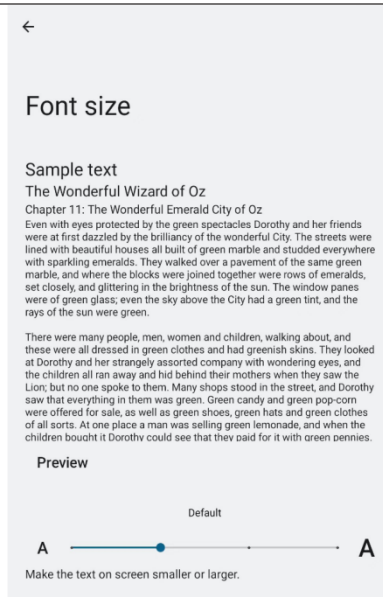 Font size
Sample text
The Wonderful Wizard of Oz
Chapter 11: The Wonderful Emerald City of Oz
Even with eyes protected by the green spectacles Dorothy and her friends
were at first dazzled by the brilliancy of the wonderful City. The streets were
lined with beautiful houses all built of green marble and studded everywhere
with sparkling emeralds. They walked over a pavement of the same green
marble, and where the blocks were joined together were rows of emeralds,
set closely, and glittering in the brightness of the sun. The window panes
were of green glass; even the sky above the City had a green tint, and the
rays of the sun were green.
There were many people, men, women and children, walking about, and
these were all dressed in green clothes and had greenish skins. They looked
at Dorothy and her strangely assorted company with wondering eyes, and
the children all ran away and hid behind their mothers when they saw the
Lion; but no one spoke to them. Many shops stood in the street, and Dorothy
saw that everything in them was green. Green candy and green pop-corn
were offered for sale, as well as green shoes, green hats and green clothes
of all sorts. At one place a man was selling green lemonade, and when the
children bought it Dorothy could see that they paid for it with green pennies.
Preview
Default
A A
Make the text on screen smaller or larger.